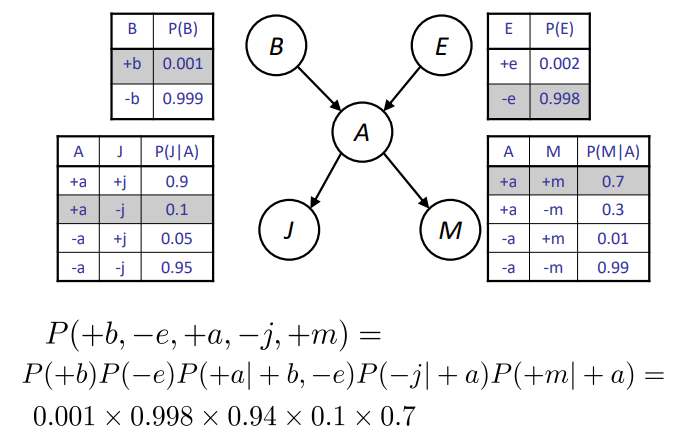 B P(B)
+b 0.001
-b 0.999
B
E
E P(E)
+e 0.002
-e 0.998
A
A J P(J|A)
+a +j 0.9
+a -j 0.1
-a +j 0.05
-a -j 0.95
J
M
A M P(M|A)
+a +m 0.7
+a -m 0.3
-a +m 0.01
-a -m 0.99
P(+b, −e, +a, −j, +m) =
P(+b)P(−e)P(+a| + b, −e)P(−j| + a)P(+m| + a) =
0.001 × 0.998 × 0.94 × 0.1 × 0.7